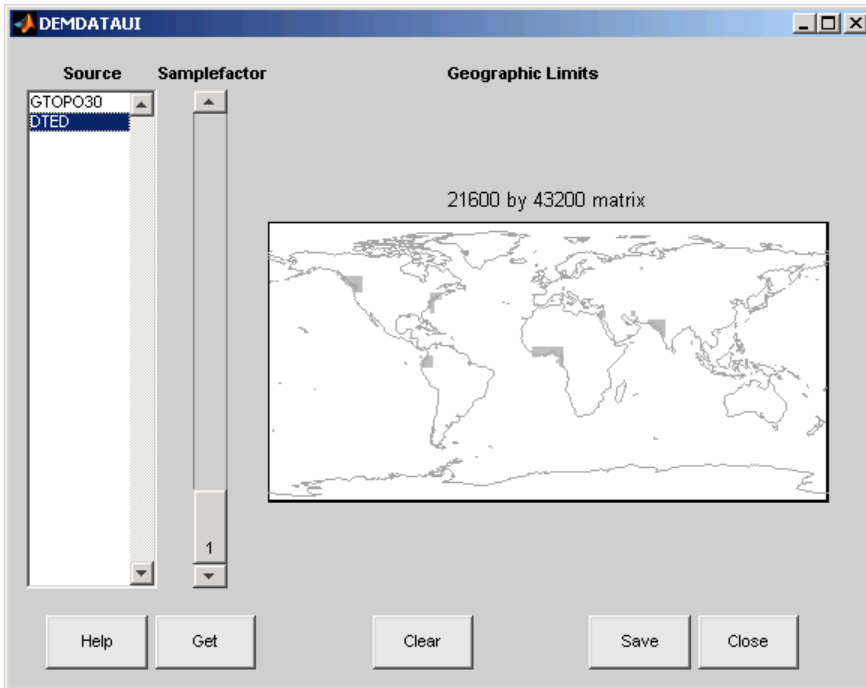 DEMDATAUI
Source Samplefactor Geographic Limits
GTOPO30
DTED
21600 by 43200 matrix
1
Help Get Clear Save Close